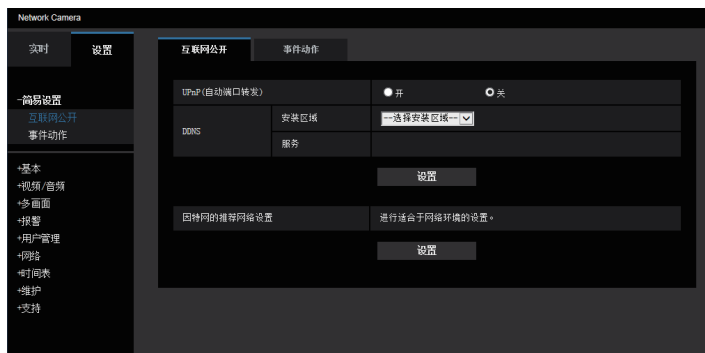 Network Camera
实时
设置
-简易设置
互联网公开
事件动作
+基本
+视频/音频
+多画面
+报警
+用户管理
+网络
+时间表
+维护
+支持
互联网公开
事件动作
UPnP(自动端口转发)
开
关
DDNS
安装区域
--选择安装区域--
服务
设置
因特网的推荐网络设置
进行适合于网络环境的设置。
设置